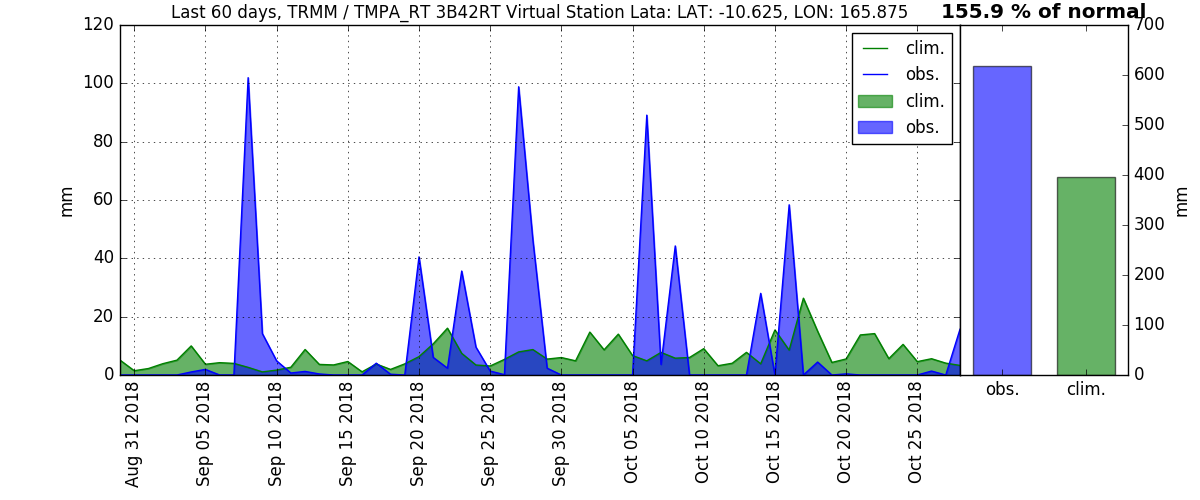 Last 60 days, TRMM / TMPA_RT 3B42RT Virtual Station Lata: LAT: -10.625, LON: 165.875
155.9 % of normal
120
100
80
60
40
20
0
mm
clim.
obs.
clim.
obs.
700
600
500
400
300
200
100
0
mm
Aug 31 2018
Sep 05 2018
Sep 10 2018
Sep 15 2018
Sep 20 2018
Sep 25 2018
Sep 30 2018
Oct 05 2018
Oct 10 2018
Oct 15 2018
Oct 20 2018
Oct 25 2018
obs.
clim.